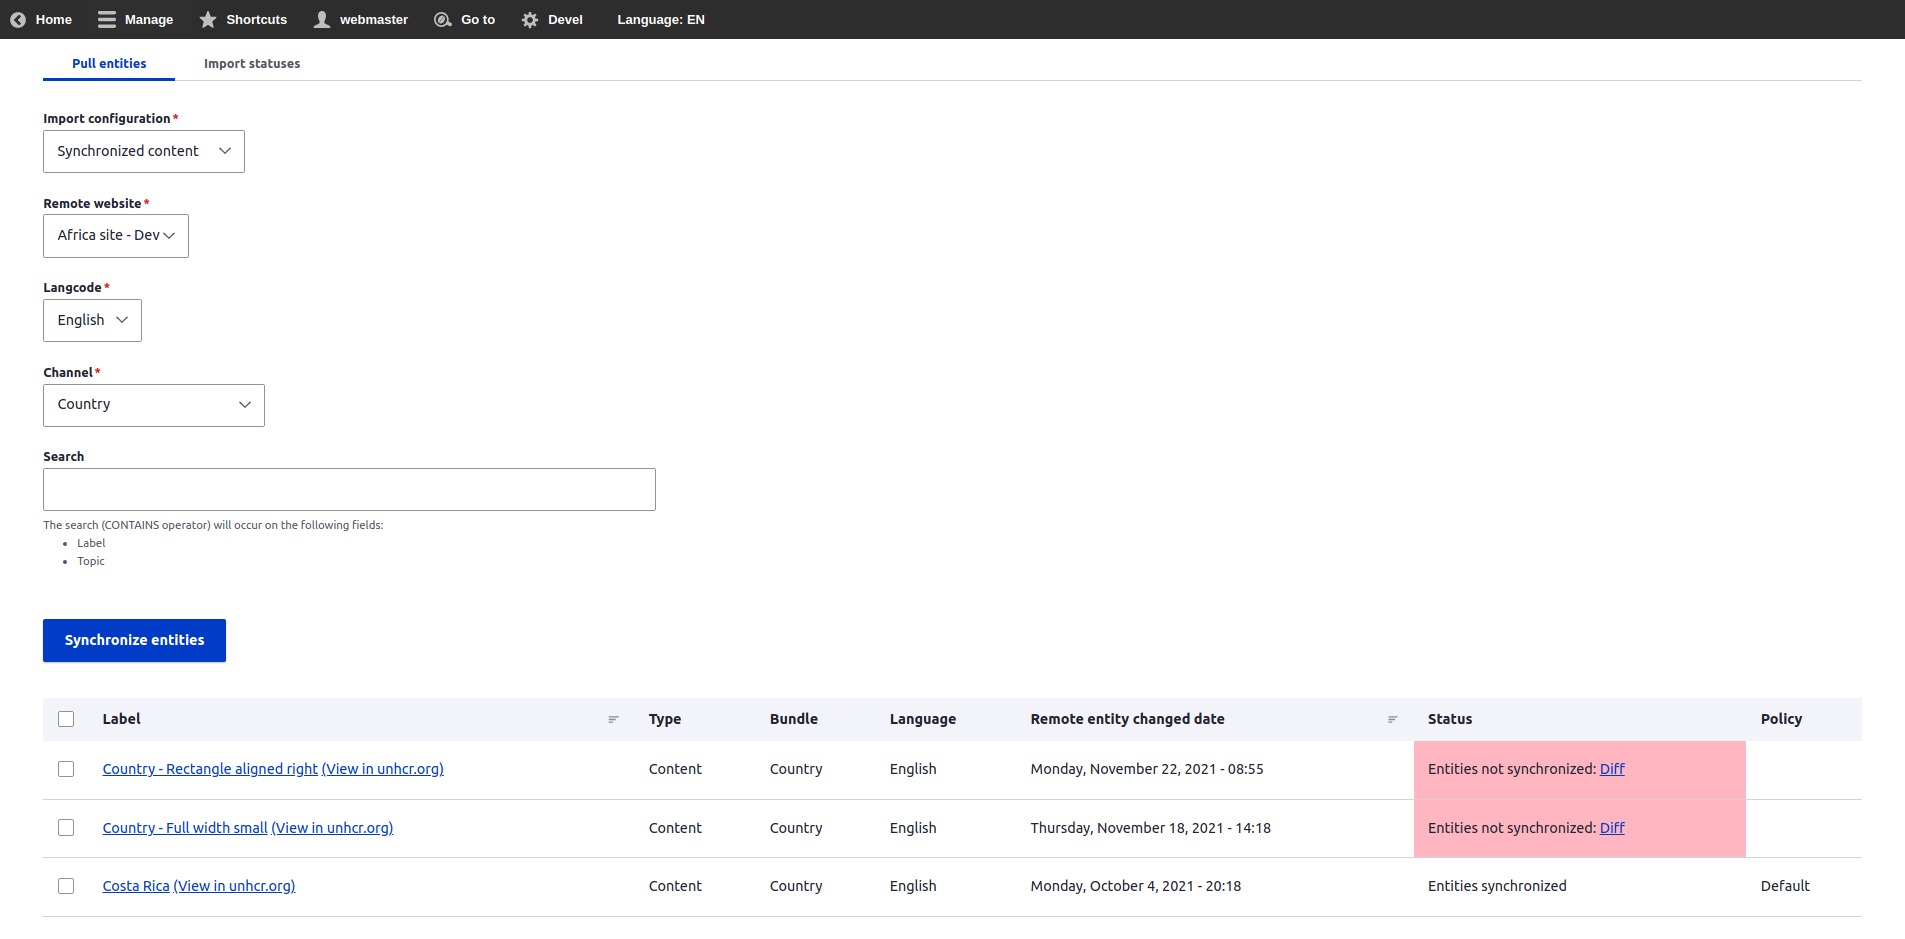 Home Manage Shortcuts webmaster Go to Devel Language: EN
Pull entities Import statuses
Import configuration*
Synchronized content
Remote website*
Africa site - Dev
Langcode*
English
Channel*
Country
Search
The search (CONTAINS operator) will occur on the following fields:
• Label
• Topic
Synchronize entities
Label Type Bundle Language Remote entity changed date Status Policy
Country - Rectangle aligned right (View in unhcr.org) Content Country English Monday, November 22, 2021 - 08:55 Entities not synchronized: Diff
Country - Full width small (View in unhcr.org) Content Country English Thursday, November 18, 2021 - 14:18 Entities not synchronized: Diff
Costa Rica (View in unhcr.org) Content Country English Monday, October 4, 2021 - 20:18 Entities synchronized Default